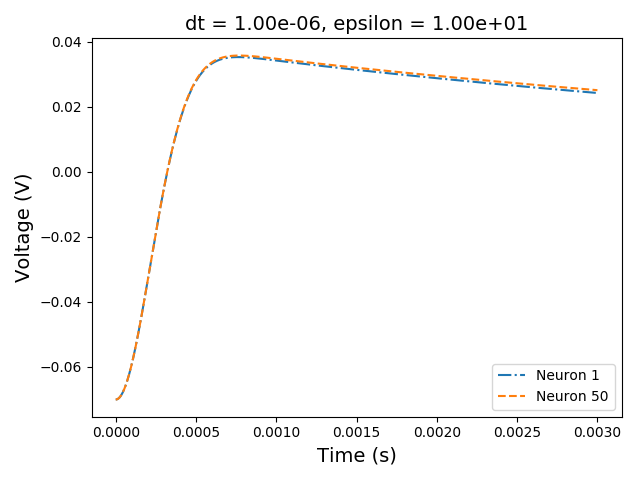 dt = 1.00e-06, epsilon = 1.00e+01
0.04
0.02
0.00
−0.02
−0.04
−0.06
Voltage (V)
Neuron 1
Neuron 50
0.0000 0.0005 0.0010 0.0015 0.0020 0.0025 0.0030
Time (s)